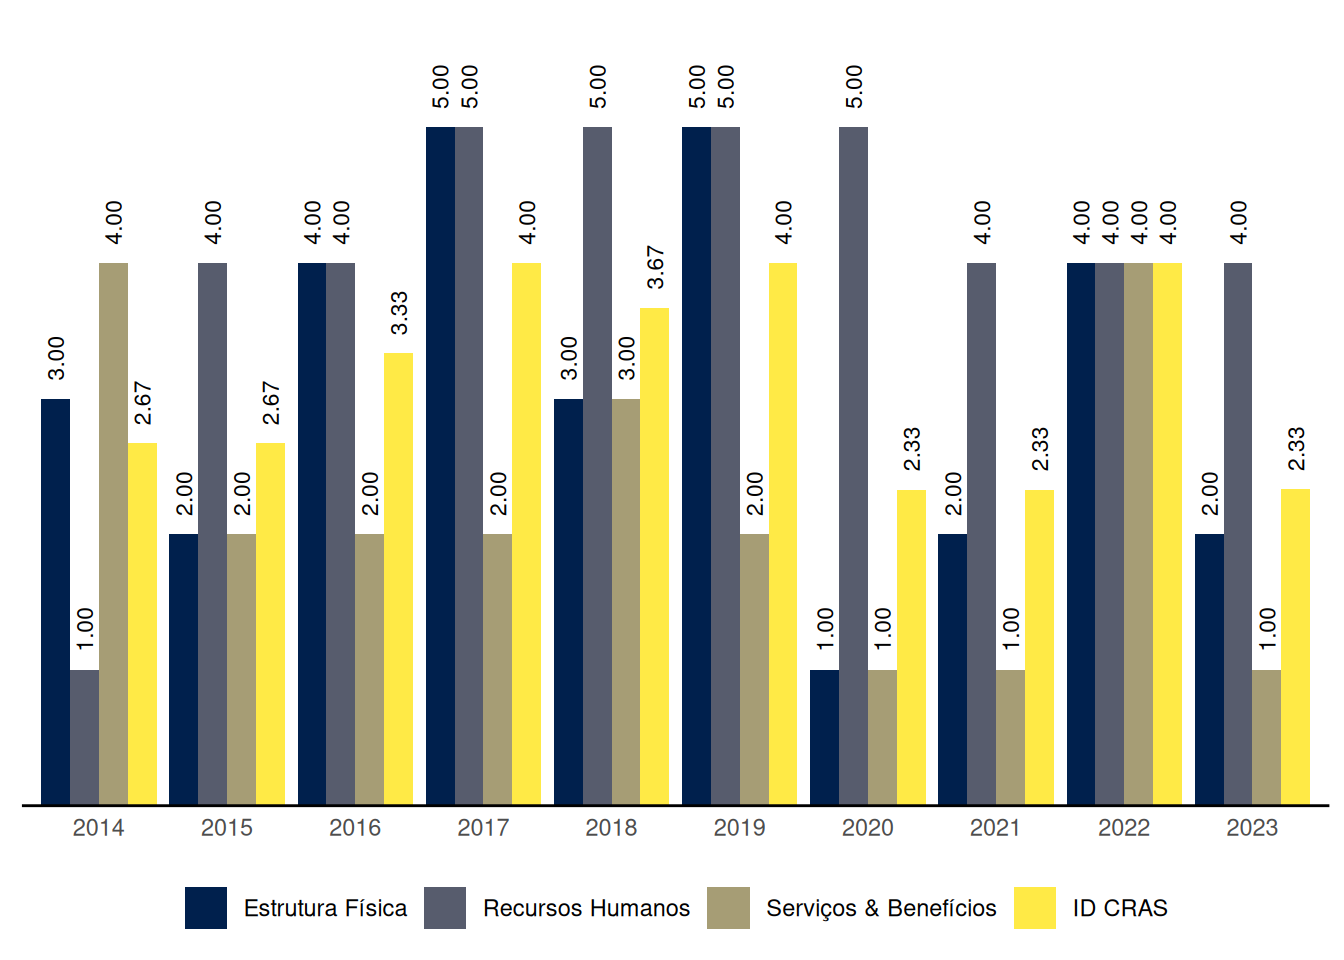 5.00 5.00 5.00 5.00 5.00 5.00
4.00 4.00 4.00 4.00 4.00 4.00 4.00 4.00 4.00 4.00 4.00 4.00
3.00 2.67 2.67 3.33 3.00 3.00 3.67
2.00 2.00 2.00 2.00 2.00 2.33 2.00 2.33 2.00 2.33
1.00 1.00 1.00 1.00 1.00
2014 2015 2016 2017 2018 2019 2020 2021 2022 2023
Estrutura Física Recursos Humanos Serviços & Benefícios ID CRAS